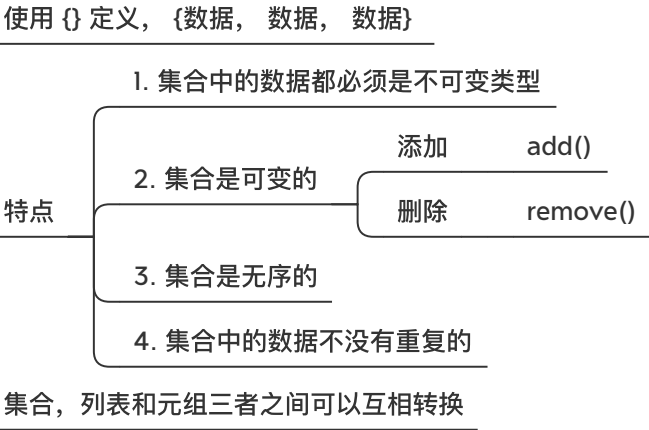 使用 {} 定义， {数据， 数据， 数据}
1. 集合中的数据都必须是不可变类型
添加 add()
2. 集合是可变的
特点
删除 remove()
3. 集合是无序的
4. 集合中的数据不没有重复的
集合，列表和元组三者之间可以互相转换